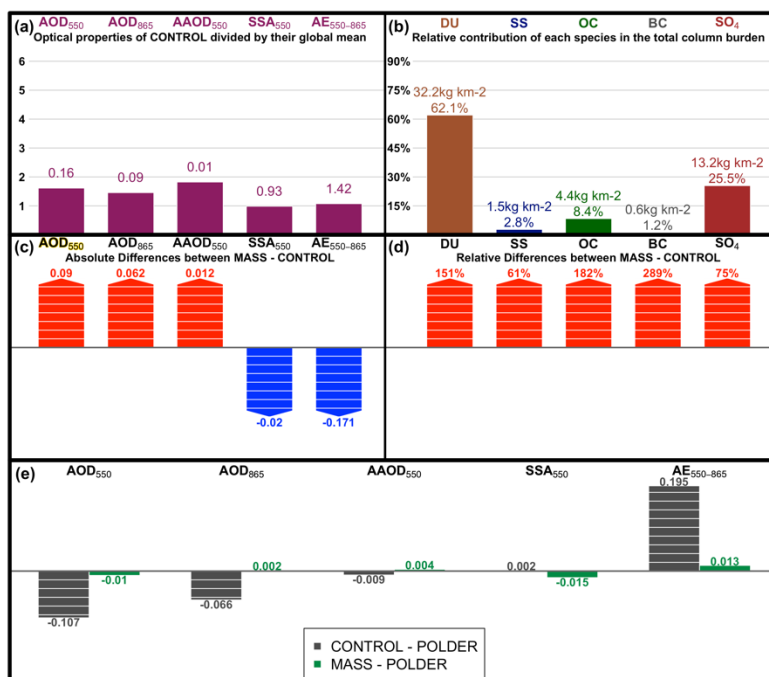 (a) AOD550 AOD865 AAOD550 SSA550 AE550−865
Optical properties of CONTROL divided by their global mean
6
5
4
3
2
1
0.16
0.09
0.01
0.93
1.42
(b) DU SS OC BC SO4
Relative contribution of each species in the total column burden
90%
75%
60%
45%
30%
15%
32.2kg km-2
62.1%
1.5kg km-2
2.8%
4.4kg km-2
8.4%
0.6kg km-2
1.2%
13.2kg km-2
25.5%
(c) AOD550 AOD865 AAOD550 SSA550 AE550−865
Absolute Differences between MASS - CONTROL
0.09 0.062 0.012
-0.02 -0.171
(d) DU SS OC BC SO4
Relative Differences between MASS - CONTROL
151% 61% 182% 289% 75%
(e) AOD550 AOD865 AAOD550 SSA550 AE550−865
-0.107
-0.01
-0.066
0.002
-0.009
0.004
0.002
-0.015
0.195
0.013
CONTROL - POLDER
MASS - POLDER